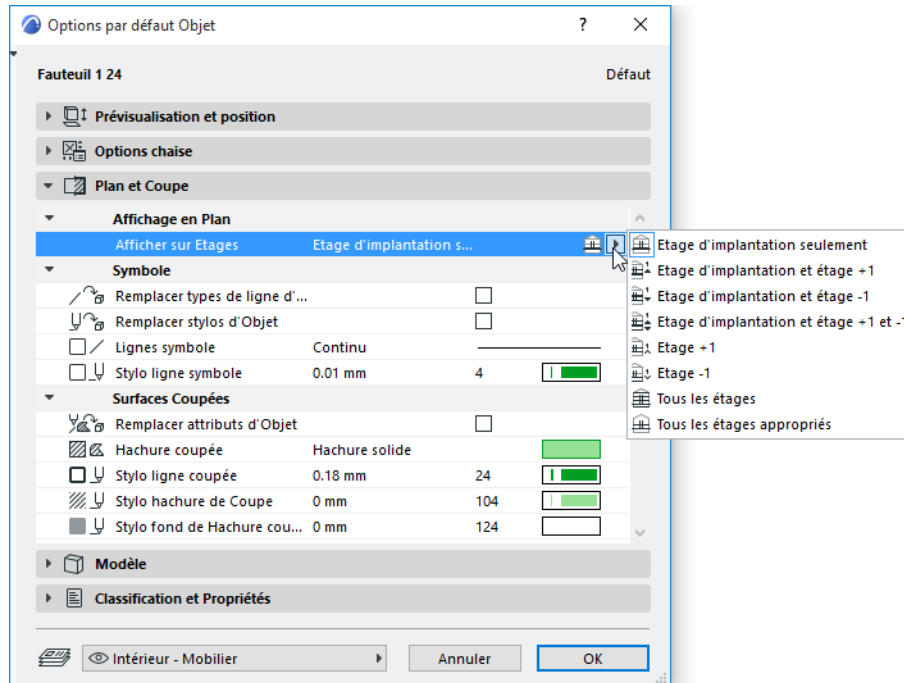 Options par défaut Objet ? ×
Fauteuil 1 24 Défaut
Prévisualisation et position
Options chaise
Plan et Coupe
Affichage en Plan
Afficher sur Etages Etage d'implantation s...
Symbole
Remplacer types de ligne d'...
Remplacer stylos d'Objet
Lignes symbole Continu
Stylo ligne symbole 0.01 mm 4
Surfaces Coupées
Remplacer attributs d'Objet
Hachure coupée Hachure solide
Stylo ligne coupée 0.18 mm 24
Stylo hachure de Coupe 0 mm 104
Stylo fond de Hachure cou... 0 mm 124
Modèle
Classification et Propriétés
Intérieur - Mobilier Annuler OK
Etage d'implantation seulement
Etage d'implantation et étage +1
Etage d'implantation et étage -1
Etage d'implantation et étage +1 et -1
Etage +1
Etage -1
Tous les étages
Tous les étages appropriés